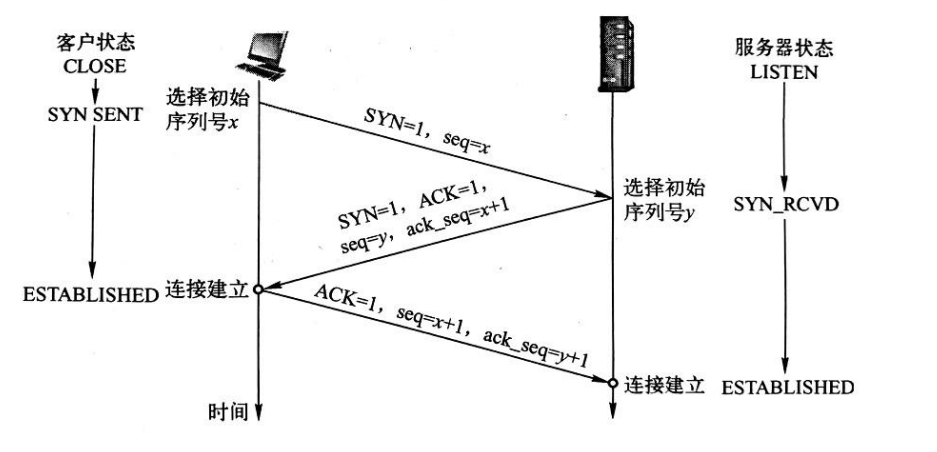 客户状态
CLOSE
SYN SENT
ESTABLISHED
选择初始
序列号x
SYN=1，seq=x
服务器状态
LISTEN
选择初始
序列号y
SYN_RCVD
SYN=1，ACK=1，
seq=y，ack_seq=x+1
连接建立
ACK=1，seq=x+1，ack_seq=y+1
连接建立
ESTABLISHED
时间